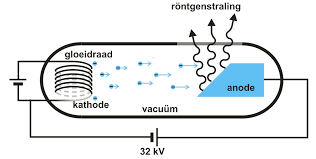 röntgenstraling
gloeidraad
anode
kathode
vacuüm
32 kV